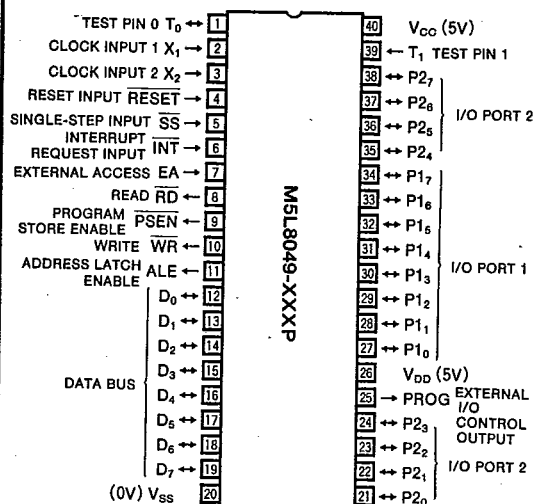 TEST PIN 0 T₀ ↔ 1
CLOCK INPUT 1 X₁ → 2
CLOCK INPUT 2 X₂ → 3
RESET INPUT R̅E̅S̅E̅T̅ → 4
SINGLE-STEP INPUT S̅S̅ → 5
INTERRUPT
REQUEST INPUT I̅N̅T̅ → 6
EXTERNAL ACCESS EA → 7
READ R̅D̅ ← 8
PROGRAM
STORE ENABLE P̅S̅E̅N̅ ← 9
WRITE W̅R̅ ← 10
ADDRESS LATCH
ENABLE ALE ← 11
D₀ ↔ 12
D₁ ↔ 13
D₂ ↔ 14
D₃ ↔ 15
D₄ ↔ 16
D₅ ↔ 17
D₆ ↔ 18
D₇ ↔ 19
DATA BUS
(0V) VSS 20
M5L8049-XXXP
40 VCC (5V)
39 ← T₁ TEST PIN 1
38 ↔ P2₇
37 ↔ P2₆
36 ↔ P2₅
35 ↔ P2₄
I/O PORT 2
34 ↔ P1₇
33 ↔ P1₆
32 ↔ P1₅
31 ↔ P1₄
30 ↔ P1₃
29 ↔ P1₂
28 ↔ P1₁
27 ↔ P1₀
I/O PORT 1
26 VDD (5V)
25 → PROG EXTERNAL
I/O
CONTROL
OUTPUT
24 ↔ P2₃
23 ↔ P2₂
22 ↔ P2₁
21 ↔ P2₀
I/O PORT 2